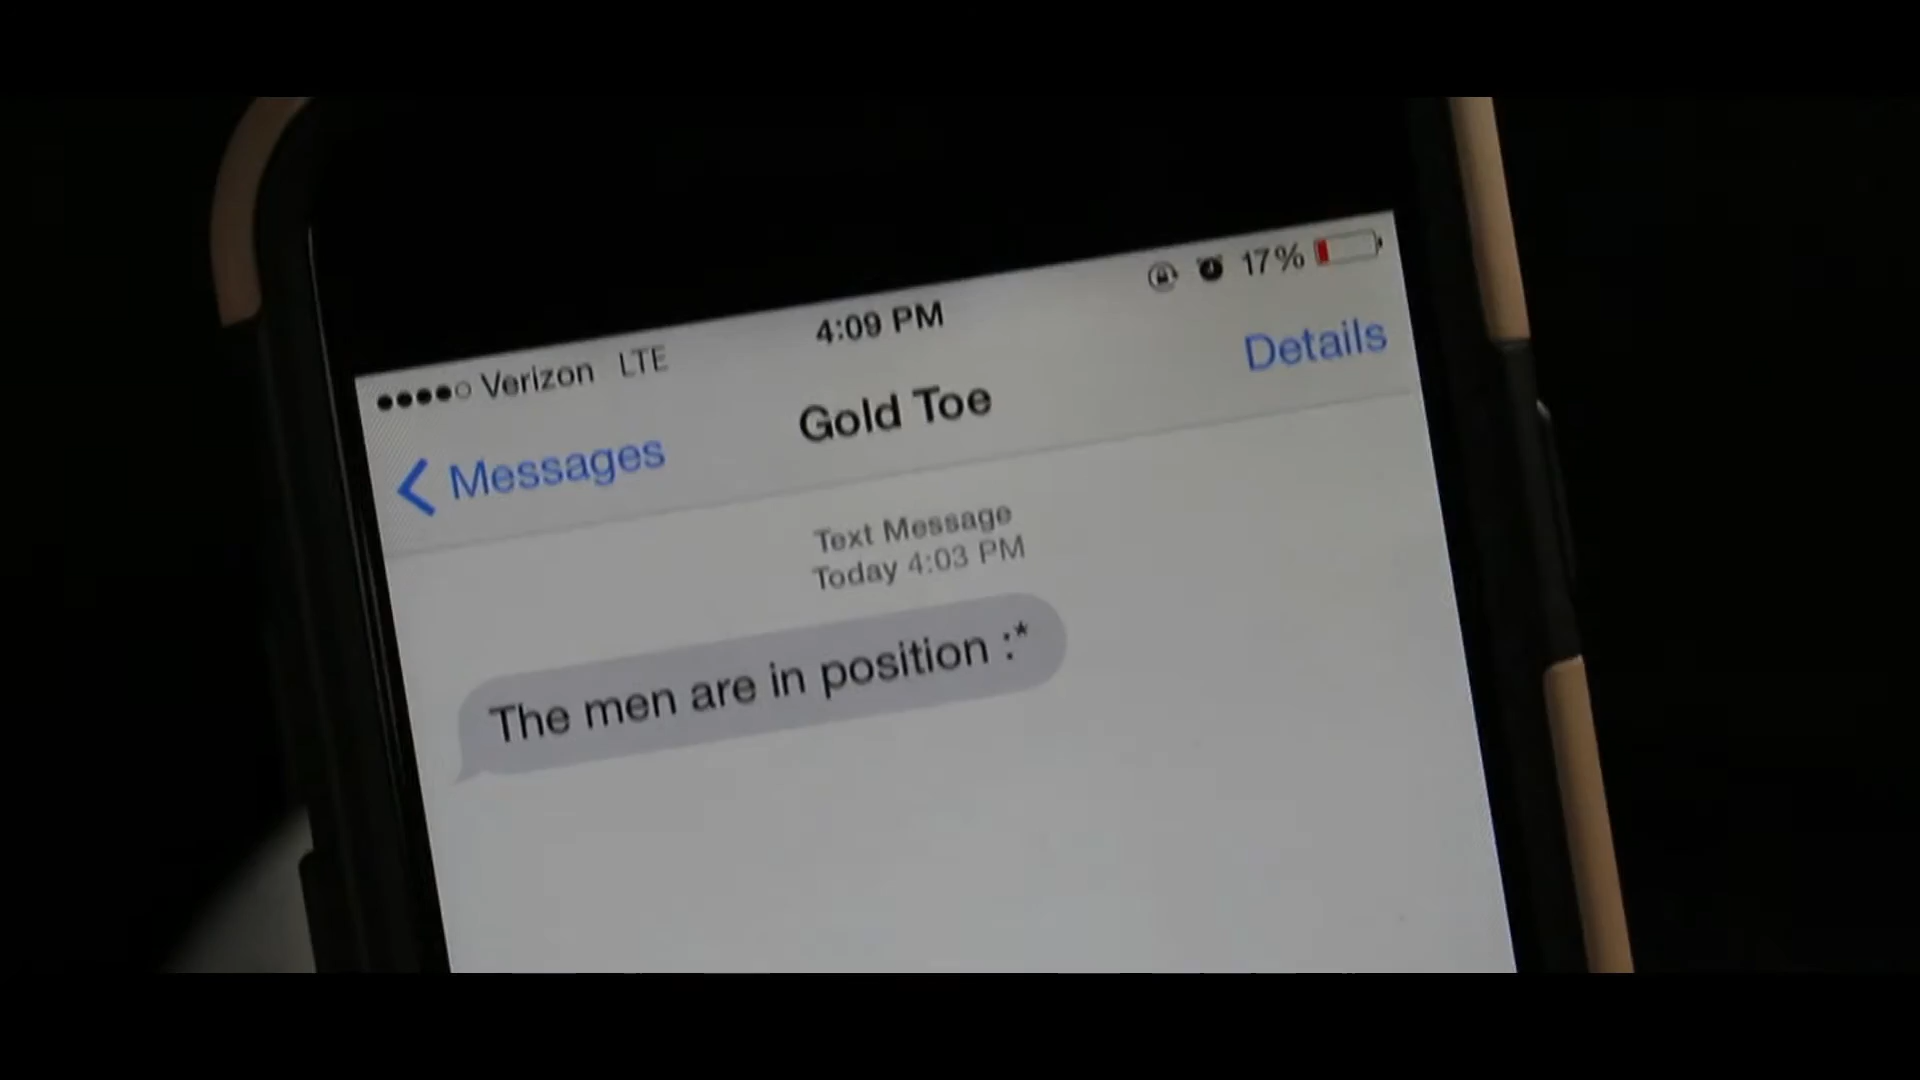 Verizon LTE 4:09 PM 17%
Messages Gold Toe Details
Text Message
Today 4:03 PM
The men are in position :*